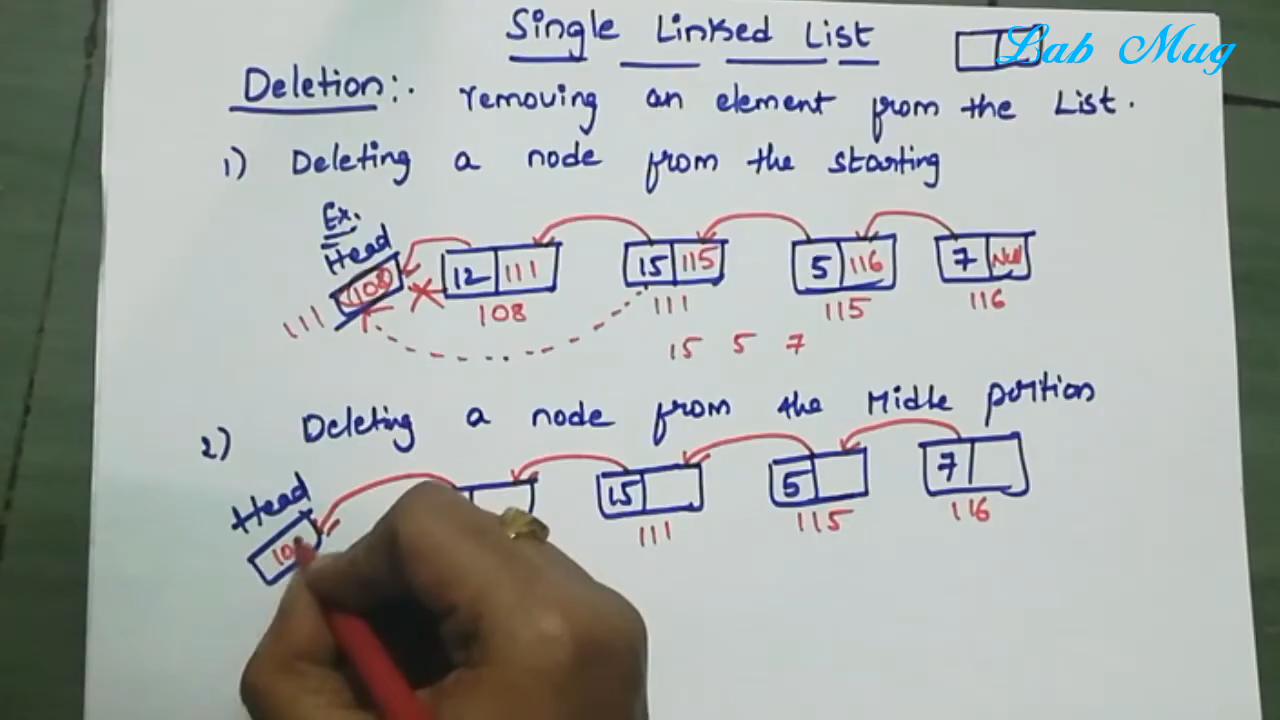 Single Linked List
Lab Mug
Deletion:- removing an element from the List.
1) Deleting a node from the starting
Ex.
Head
108 12 111 15 115 5 116 7 Null
111 108 111 115 116
15 5 7
2) Deleting a node from the Midle portion
Head
15 5 7
111 115 116